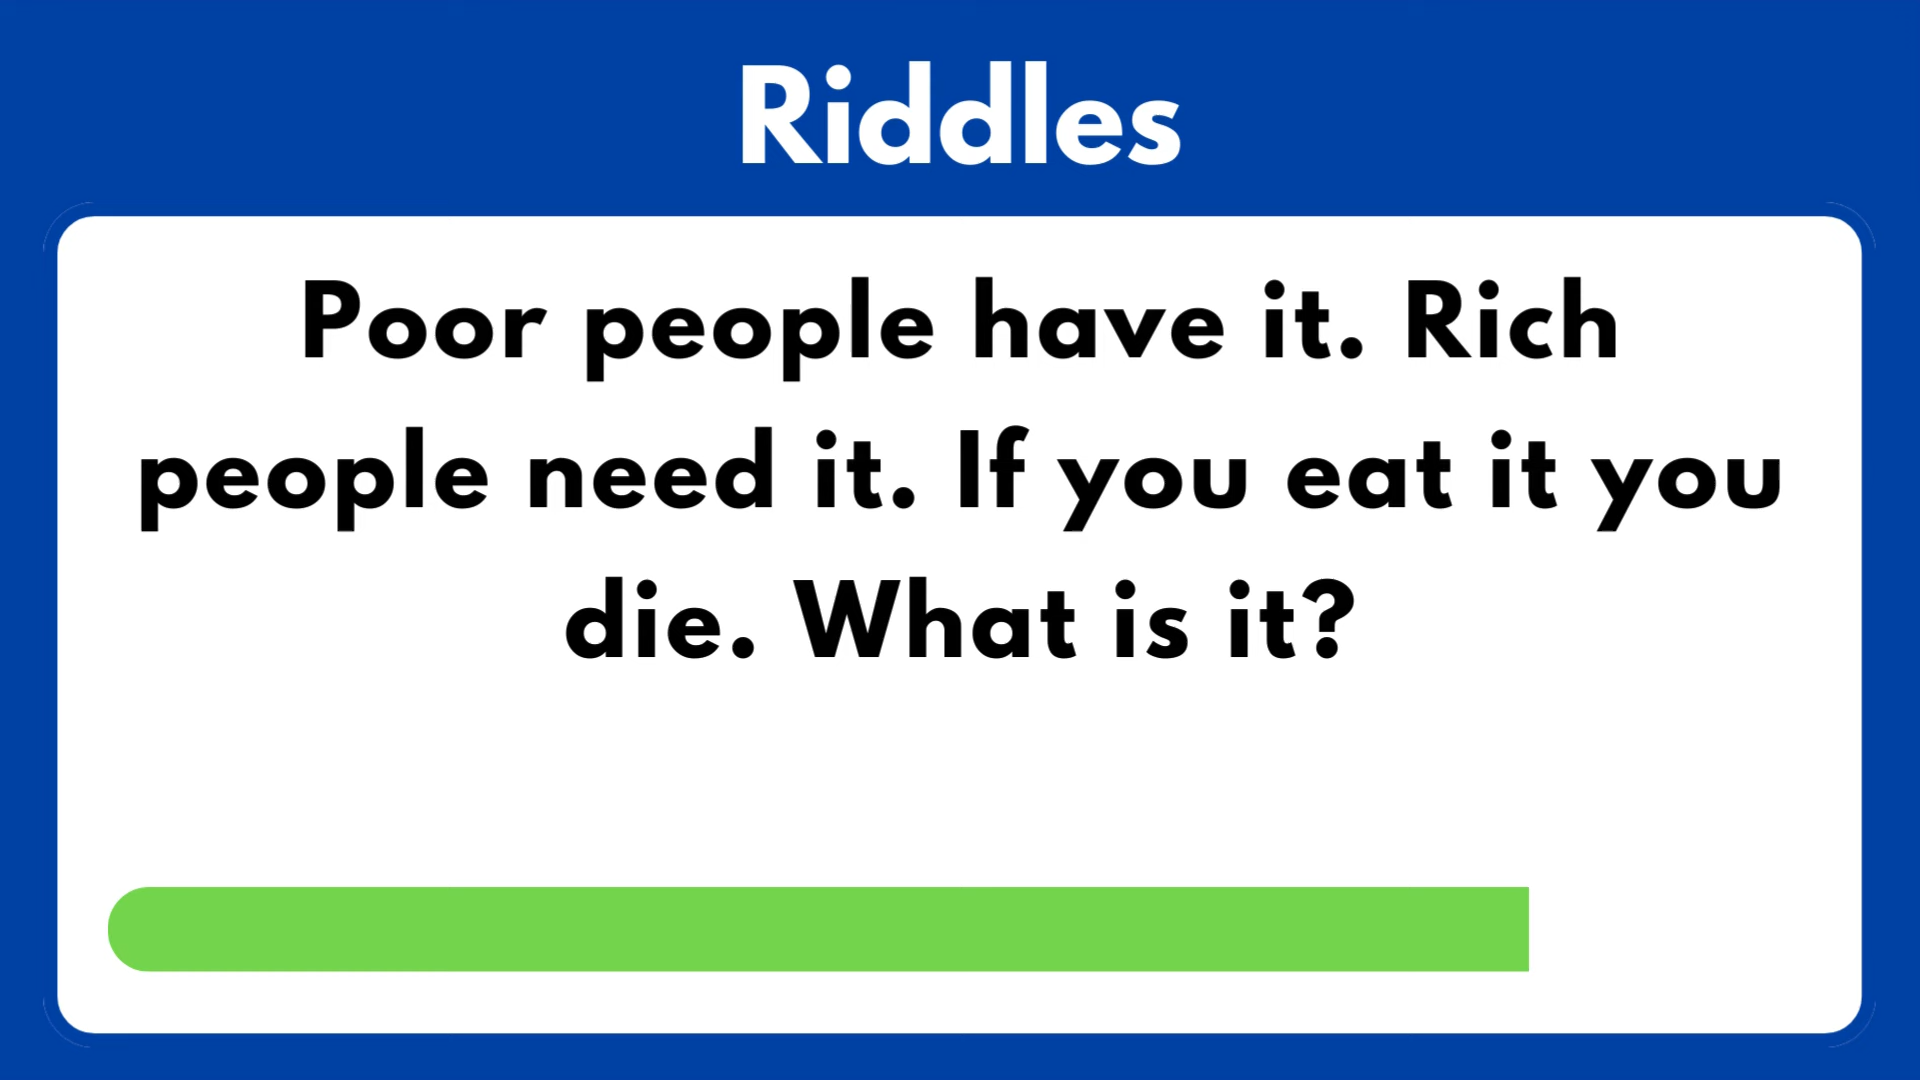 Riddles
Poor people have it. Rich
people need it. If you eat it you
die. What is it?